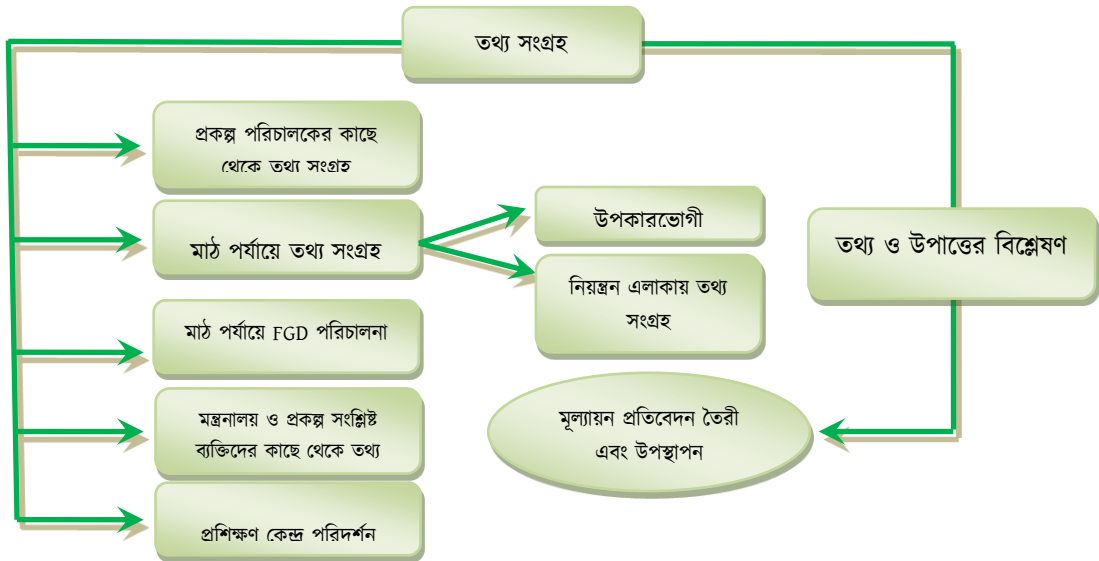 তথ্য সংগ্রহ
প্রকল্প পরিচালকের কাছে
থেকে তথ্য সংগ্রহ
মাঠ পর্যায়ে তথ্য সংগ্রহ
উপকারভোগী
নিয়ন্ত্রন এলাকায় তথ্য
সংগ্রহ
মাঠ পর্যায়ে FGD পরিচালনা
মন্ত্রনালয় ও প্রকল্প সংশ্লিষ্ট
ব্যক্তিদের কাছে থেকে তথ্য
প্রশিক্ষণ কেন্দ্র পরিদর্শন
তথ্য ও উপাত্তের বিশ্লেষণ
মূল্যায়ন প্রতিবেদন তৈরী
এবং উপস্থাপন